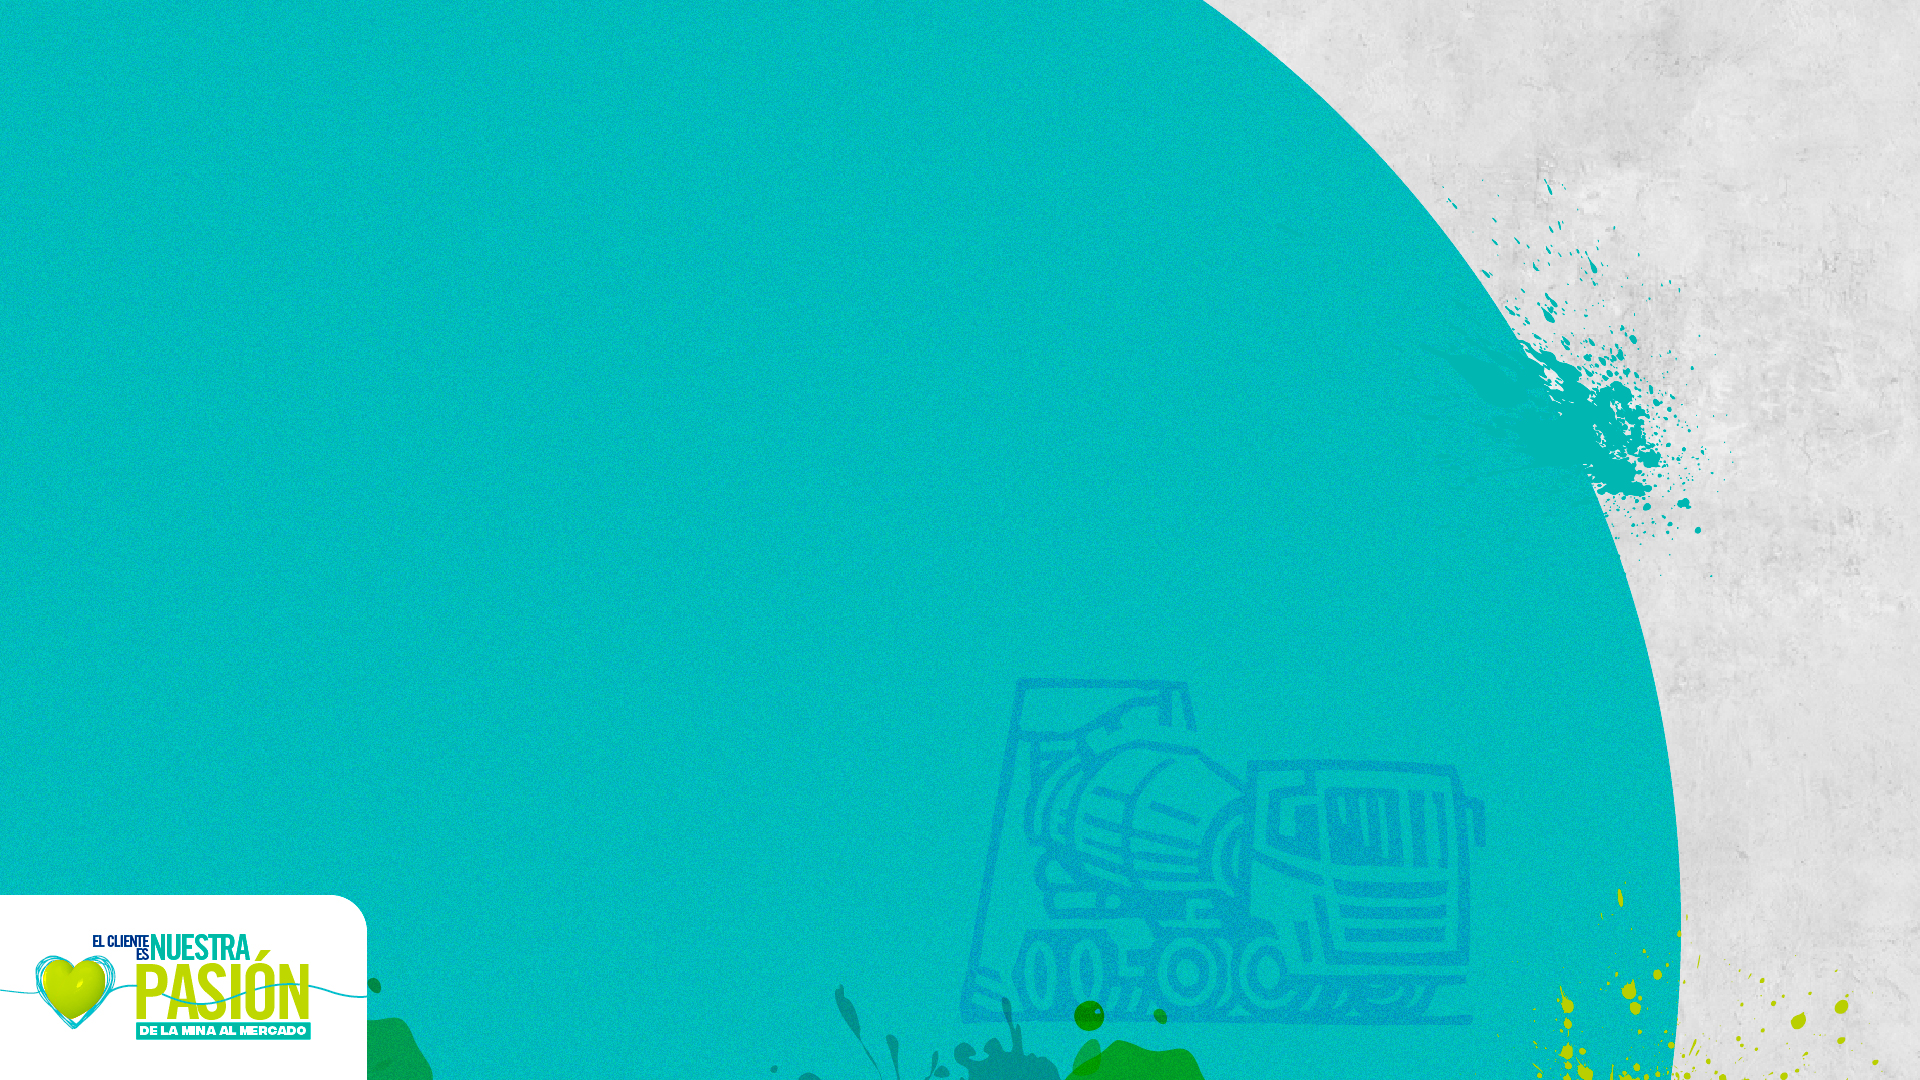 EL CLIENTE
ES NUESTRA
PASIÓN
DE LA MINA AL MERCADO